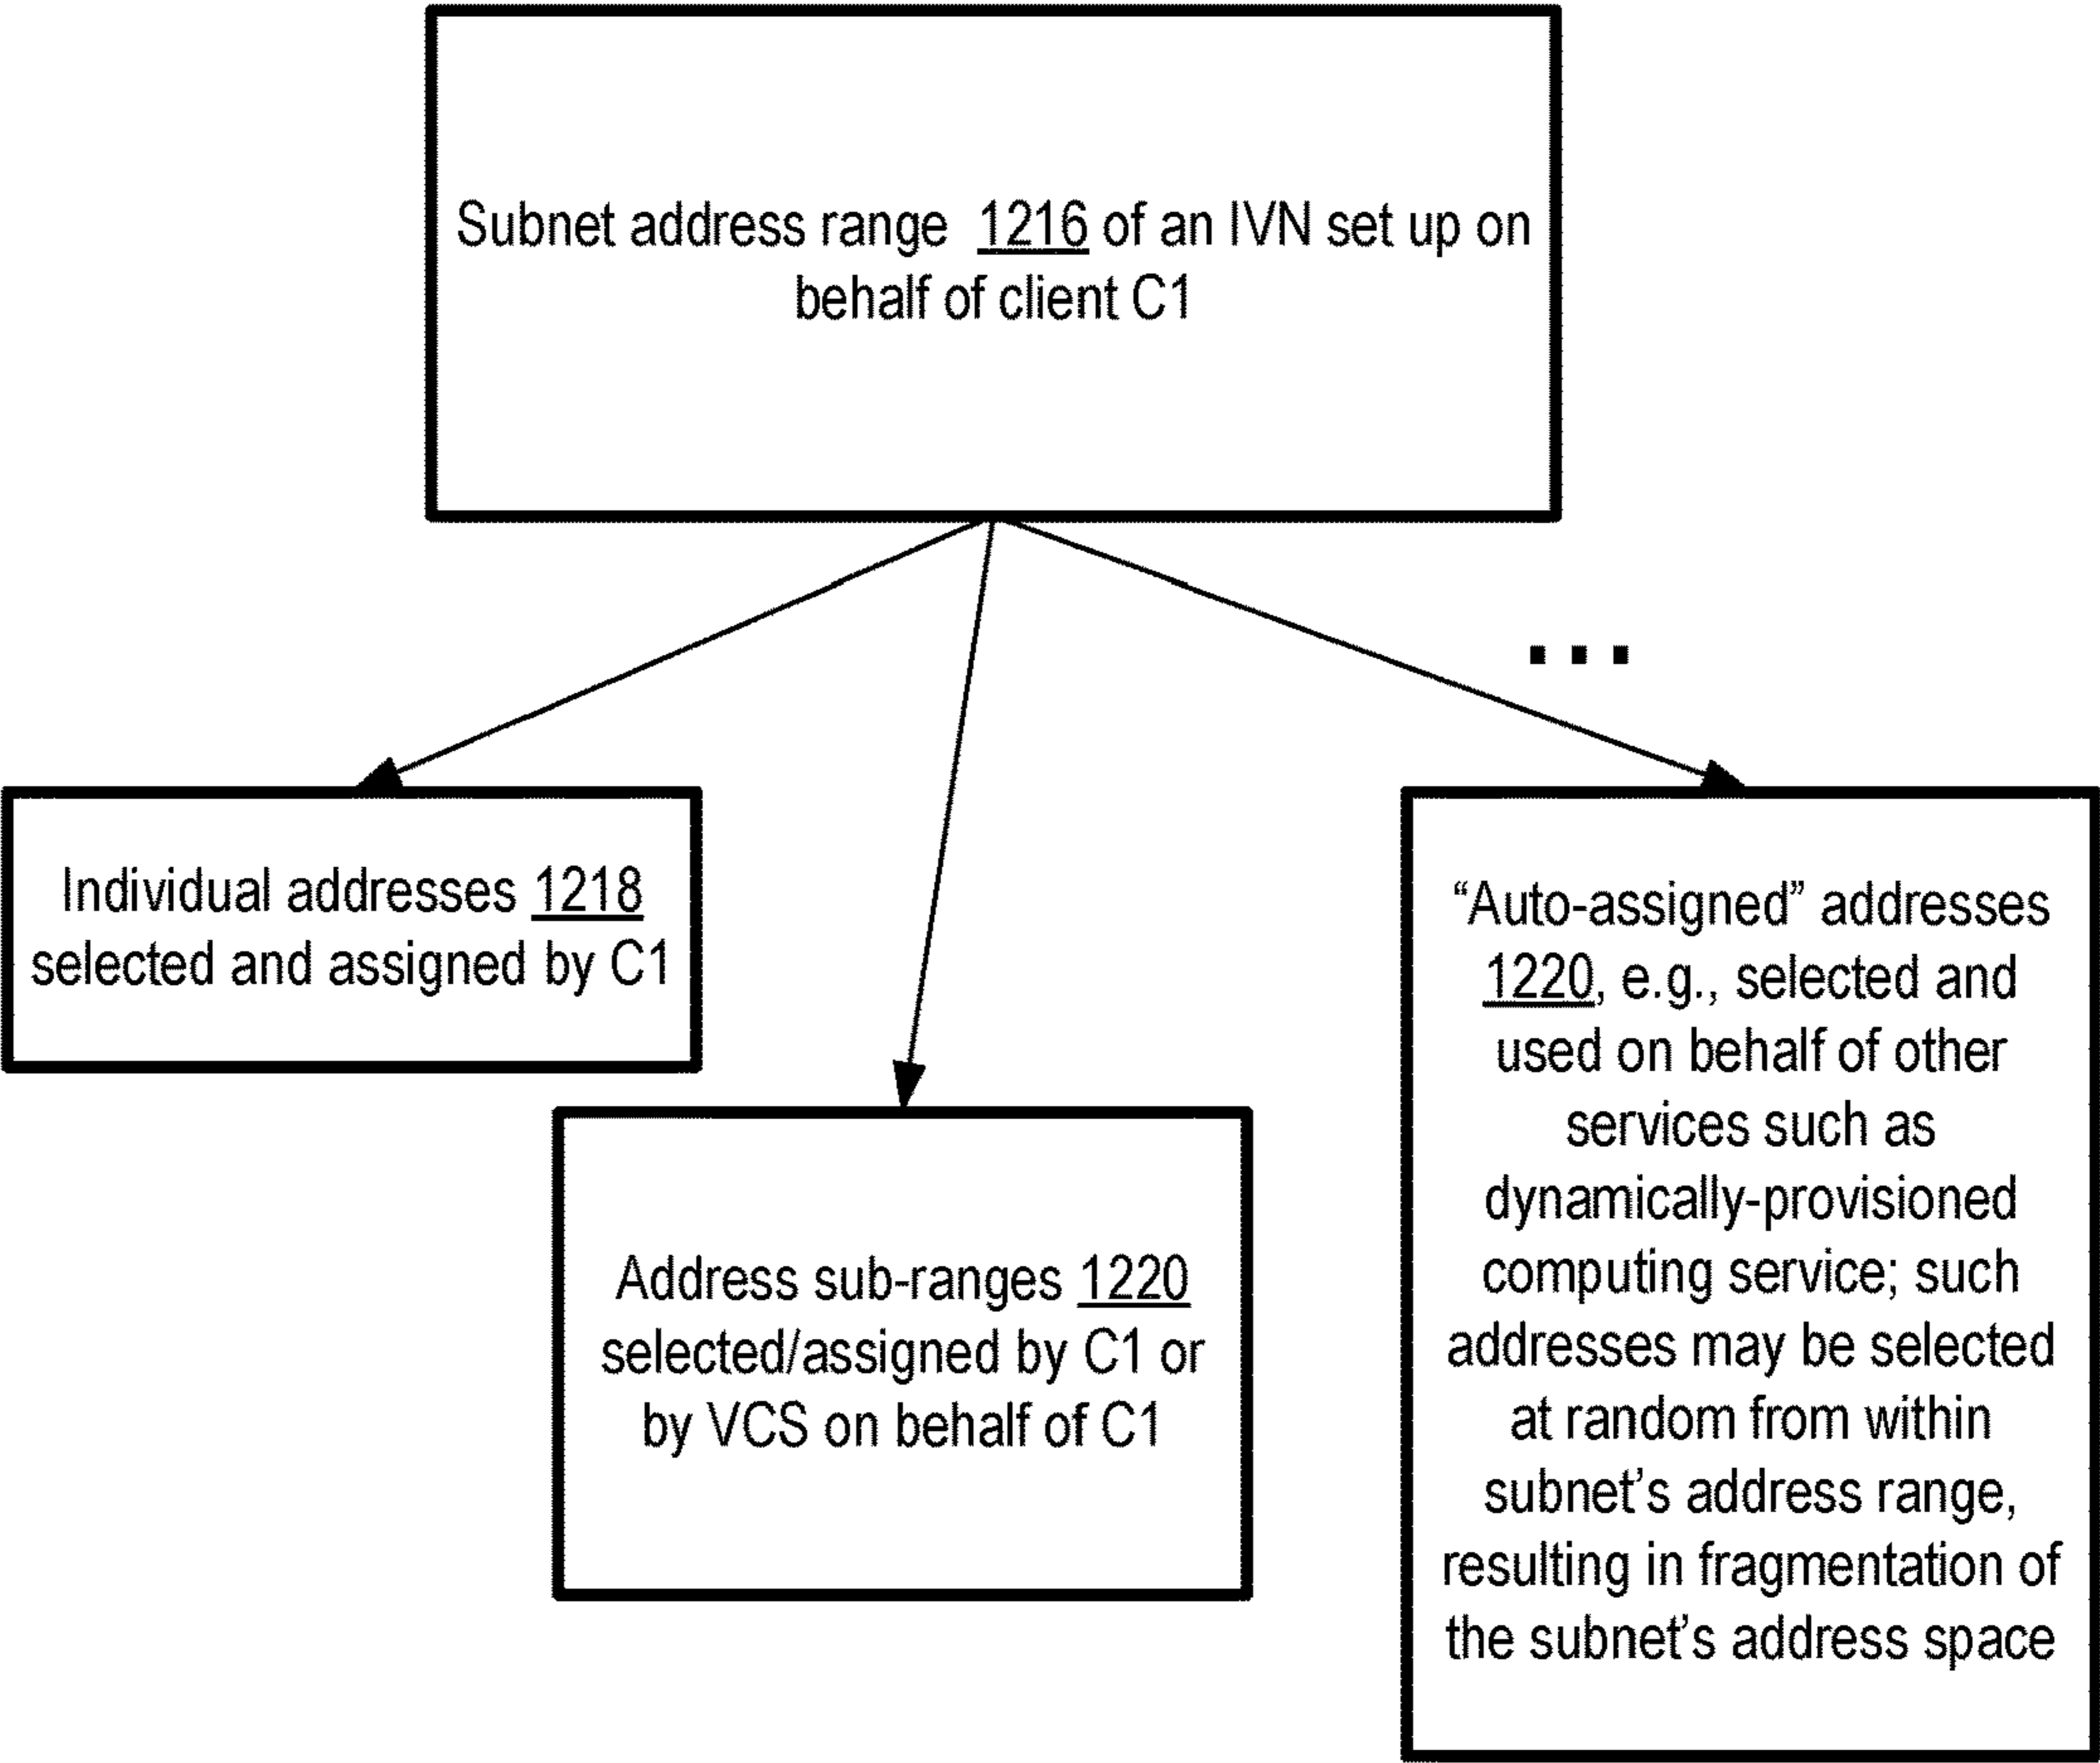 Subnet address range 1216 of an IVN set up on
behalf of client C1
...
Individual addresses 1218
selected and assigned by C1
Address sub-ranges 1220
selected/assigned by C1 or
by VCS on behalf of C1
“Auto-assigned” addresses
1220, e.g., selected and
used on behalf of other
services such as
dynamically-provisioned
computing service; such
addresses may be selected
at random from within
subnet’s address range,
resulting in fragmentation of
the subnet’s address space